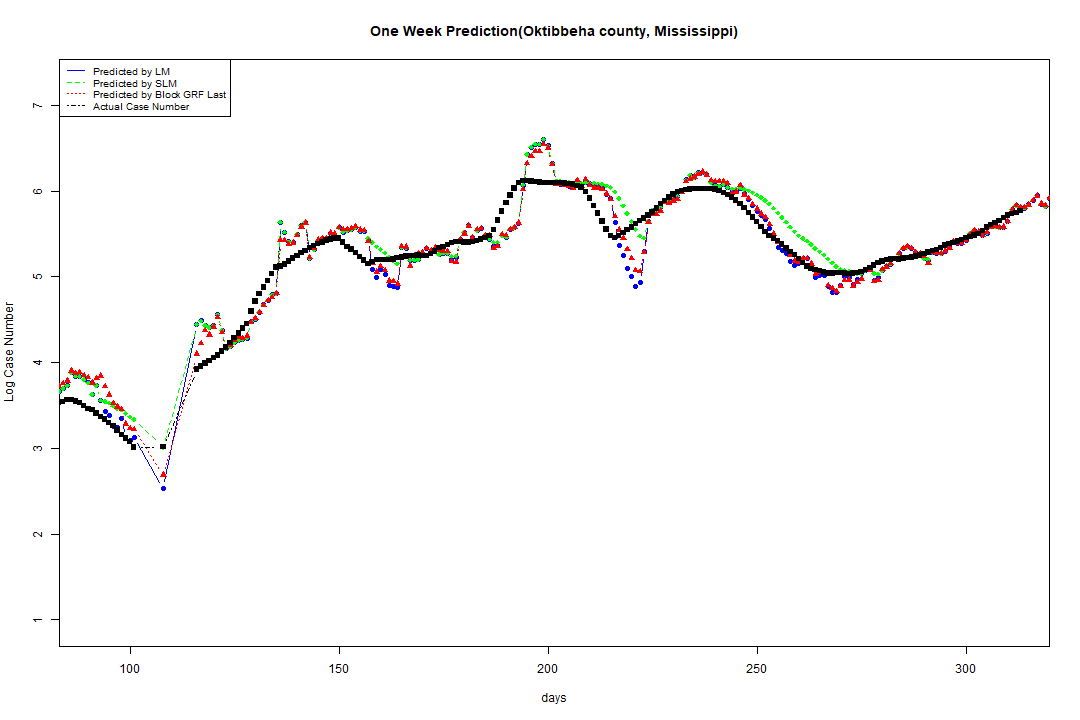 One Week Prediction(Oktibbeha county, Mississippi)
Predicted by LM
Predicted by SLM
Predicted by Block GRF Last
Actual Case Number
7
6
5
4
3
2
1
Log Case Number
100 150 200 250 300
days